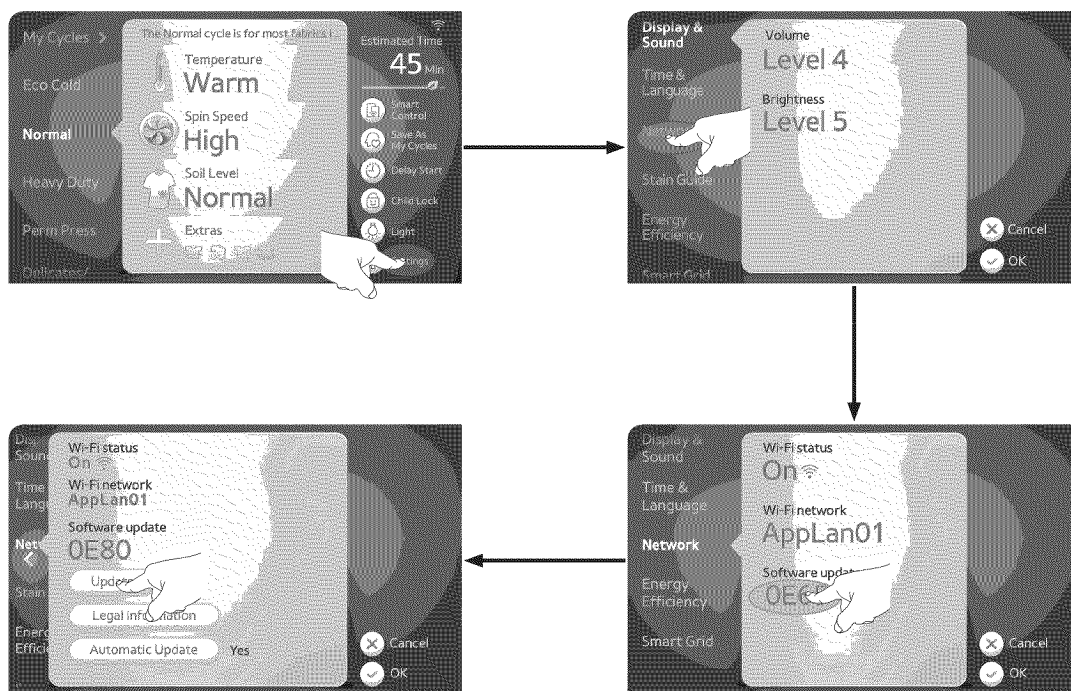 My Cycles >
Eco Cold
Normal
Heavy Duty
Perm Press
Delicates/
The Normal cycle is for most fabrics i
Temperature
Warm
Spin Speed
High
Soil Level
Normal
Extras
Estimated Time
45 Min
Smart
Control
Save As
My Cycles
Delay Start
Child Lock
Light
Display &
Sound
Time &
Language
Stain Guide
Energy
Efficiency
Smart Grid
Volume
Level 4
Brightness
Level 5
Cancel
OK
Wi-Fi status
On
Wi-Fi network
AppLan01
Software update
0E80
Legal information
Automatic Update Yes
Cancel
OK
Display &
Sound
Time &
Language
Network
Energy
Efficiency
Smart Grid
Wi-Fi status
On
Wi-Fi network
AppLan01
Software
Cancel
OK